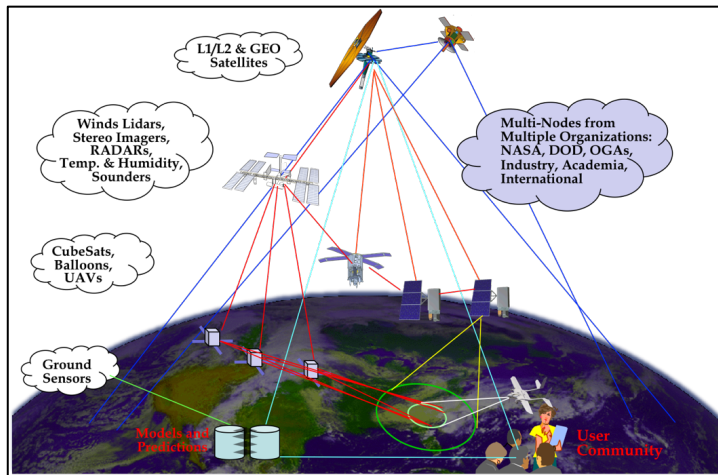 L1/L2 & GEO
Satellites
Winds Lidars,
Stereo Imagers,
RADARs,
Temp. & Humidity,
Sounders
Multi-Nodes from
Multiple Organizations:
NASA, DOD, OGAs,
Industry, Academia,
International
CubeSats,
Balloons,
UAVs
Ground
Sensors
Models and
Predictions
User
Community